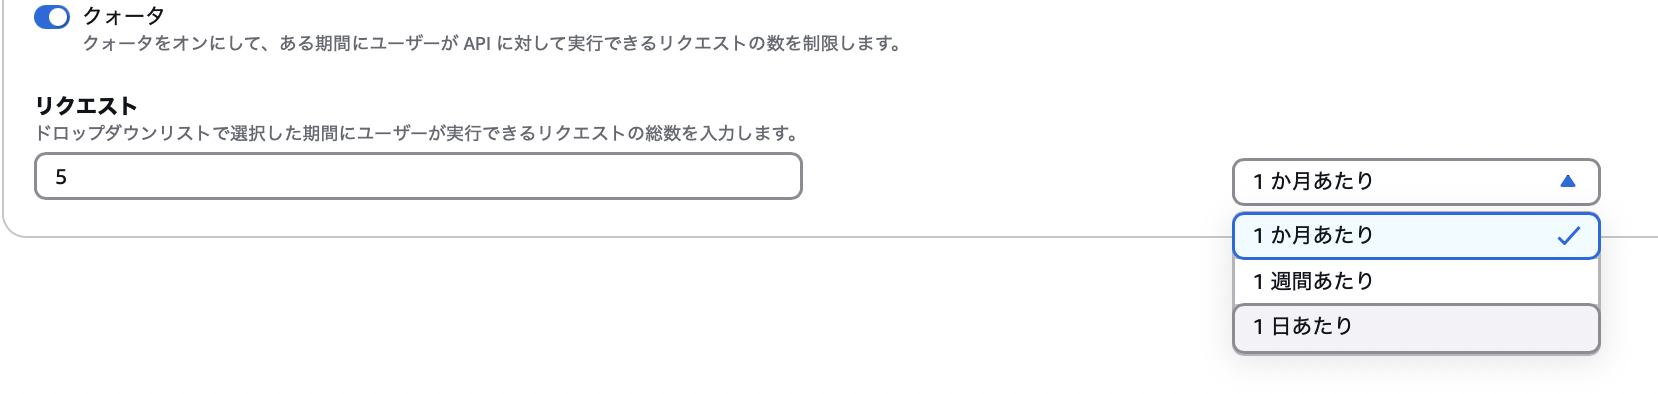 クォータ
クォータをオンにして、ある期間にユーザーが API に対して実行できるリクエストの数を制限します。
リクエスト
ドロップダウンリストで選択した期間にユーザーが実行できるリクエストの総数を入力します。
5
1 か月あたり
1 か月あたり
1 週間あたり
1 日あたり